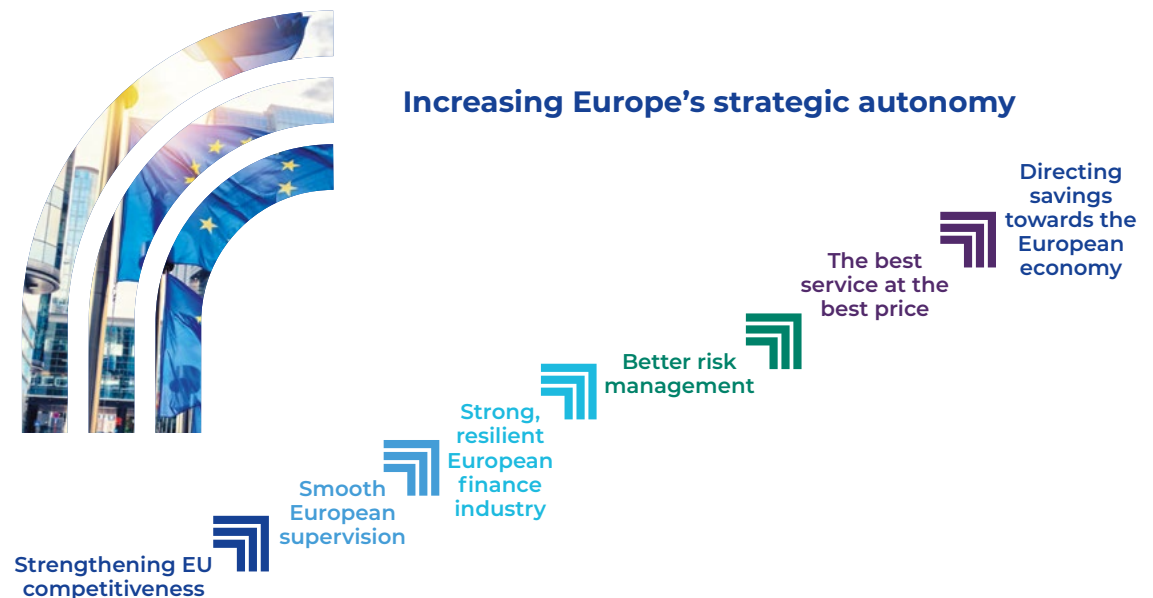 Increasing Europe’s strategic autonomy
Directing
savings
towards the
European
economy
The best
service at the
best price
Better risk
management
Strong,
resilient
European
finance
industry
Smooth
European
supervision
Strengthening EU
competitiveness